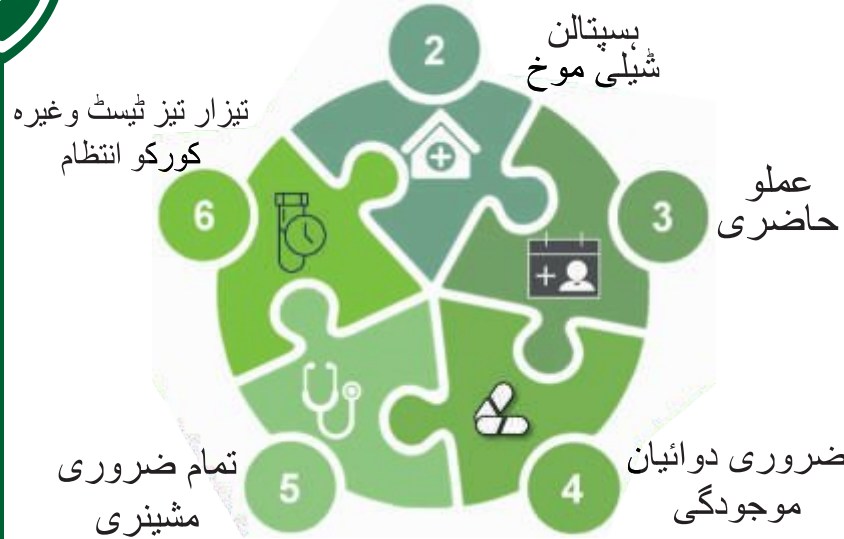 2
ہسپتالن
شیلی موخ
3
عملو
حاضری
4
ضروری دوائیان
موجودگی
5
تمام ضروری
مشینری
6
تیزار تیز ٹیسٹ وغیرہ
کورکو انتظام